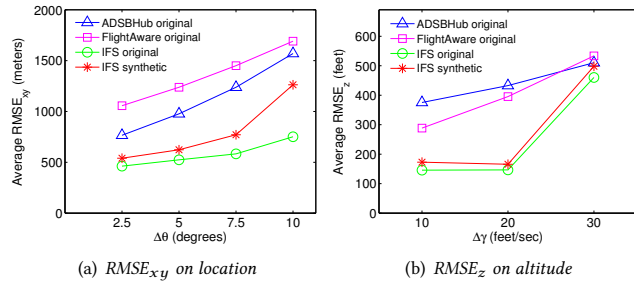 ADSBHub original
FlightAware original
IFS original
IFS synthetic
Average RMSE_xy
(meters)
2000
1500
1000
500
0
2.5 5 7.5 10
Δθ (degrees)
(a) RMSE_xy on location
ADSBHub original
FlightAware original
IFS original
IFS synthetic
Average RMSE_z (feet)
600
500
400
300
200
100
0
10 20 30
Δγ (feet/sec)
(b) RMSE_z on altitude